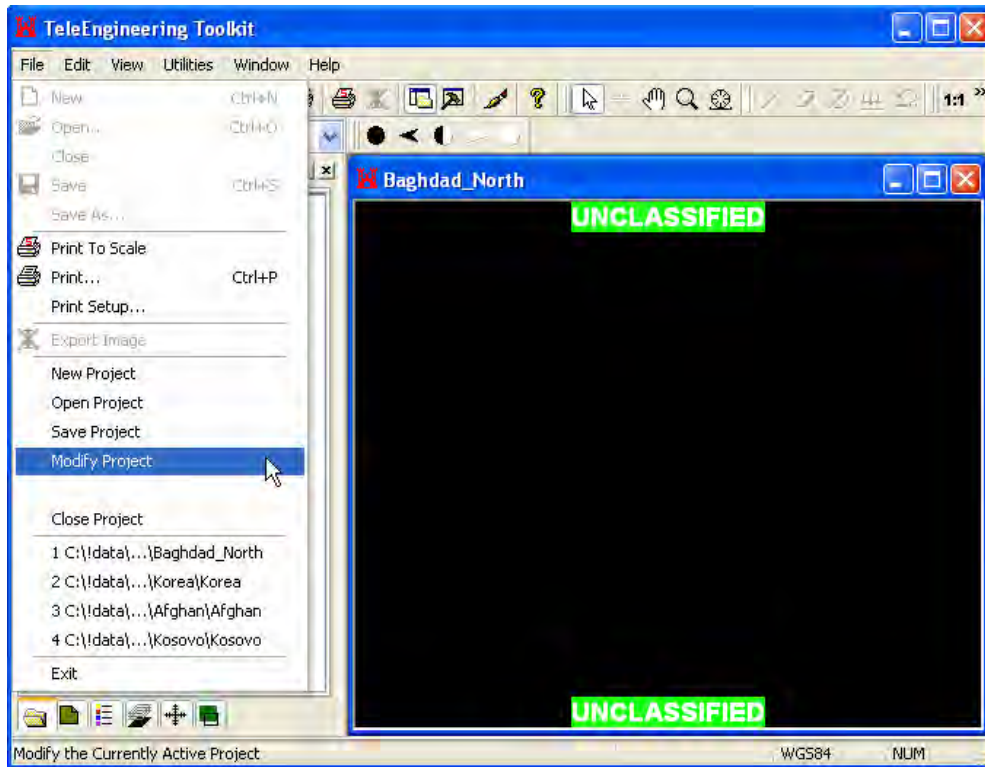 TeleEngineering Toolkit
File Edit View Utilities Window Help
New Ctrl+N
Open... Ctrl+O
Close
Save Ctrl+S
Save As...
Print To Scale
Print... Ctrl+P
Print Setup...
Export Image
New Project
Open Project
Save Project
Modify Project
Close Project
1 C:\!data\...\Baghdad_North
2 C:\!data\...\Korea\Korea
3 C:\!data\...\Afghan\Afghan
4 C:\!data\...\Kosovo\Kosovo
Exit
1:1 »
Baghdad_North
UNCLASSIFIED
UNCLASSIFIED
Modify the Currently Active Project WGS84 NUM